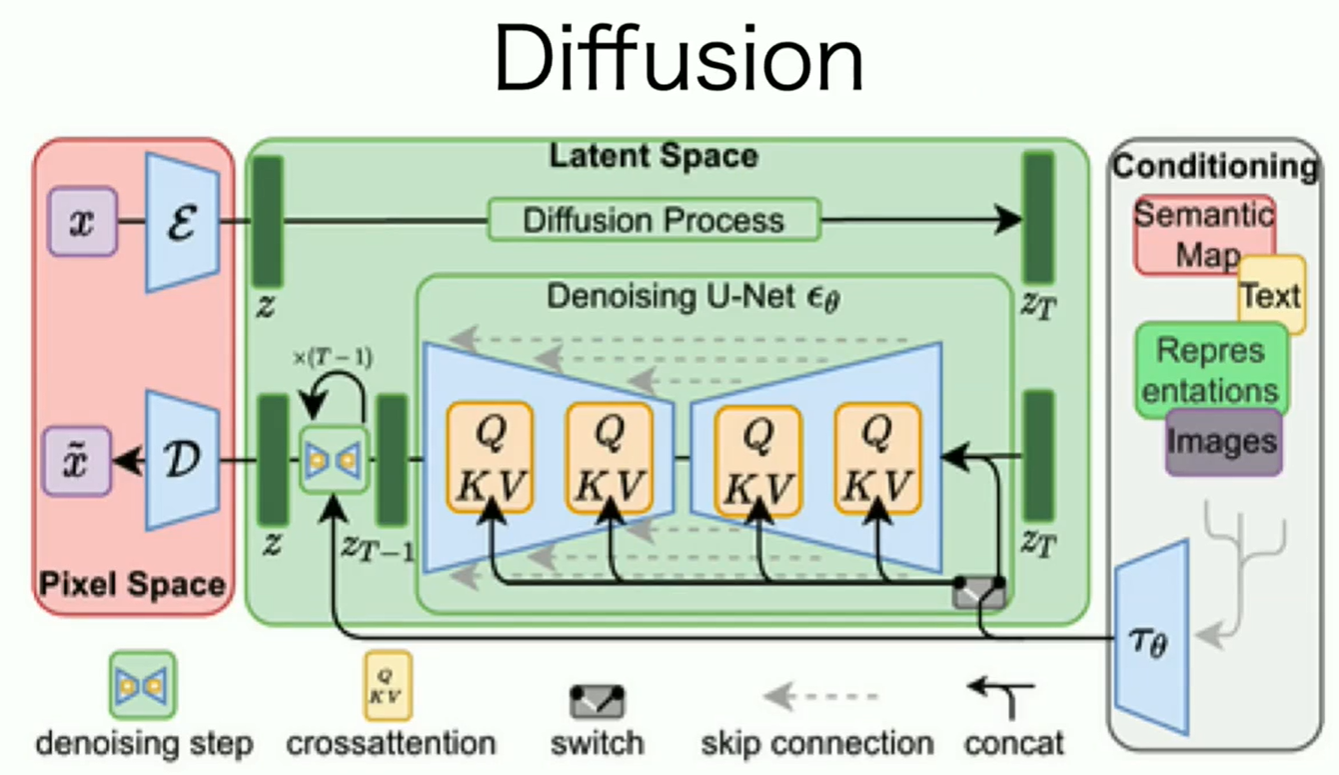 Diffusion
Latent Space
Conditioning
x
ℰ
Diffusion Process
Semantic
Map
z
z_T
Text
Denoising U-Net ϵ_θ
×(T−1)
Repres
entations
Images
x̃
𝒟
Q
KV
Q
KV
Q
KV
Q
KV
z
z_{T−1}
z_T
Pixel Space
τ_θ
Q
KV
denoising step
crossattention
switch
skip connection
concat